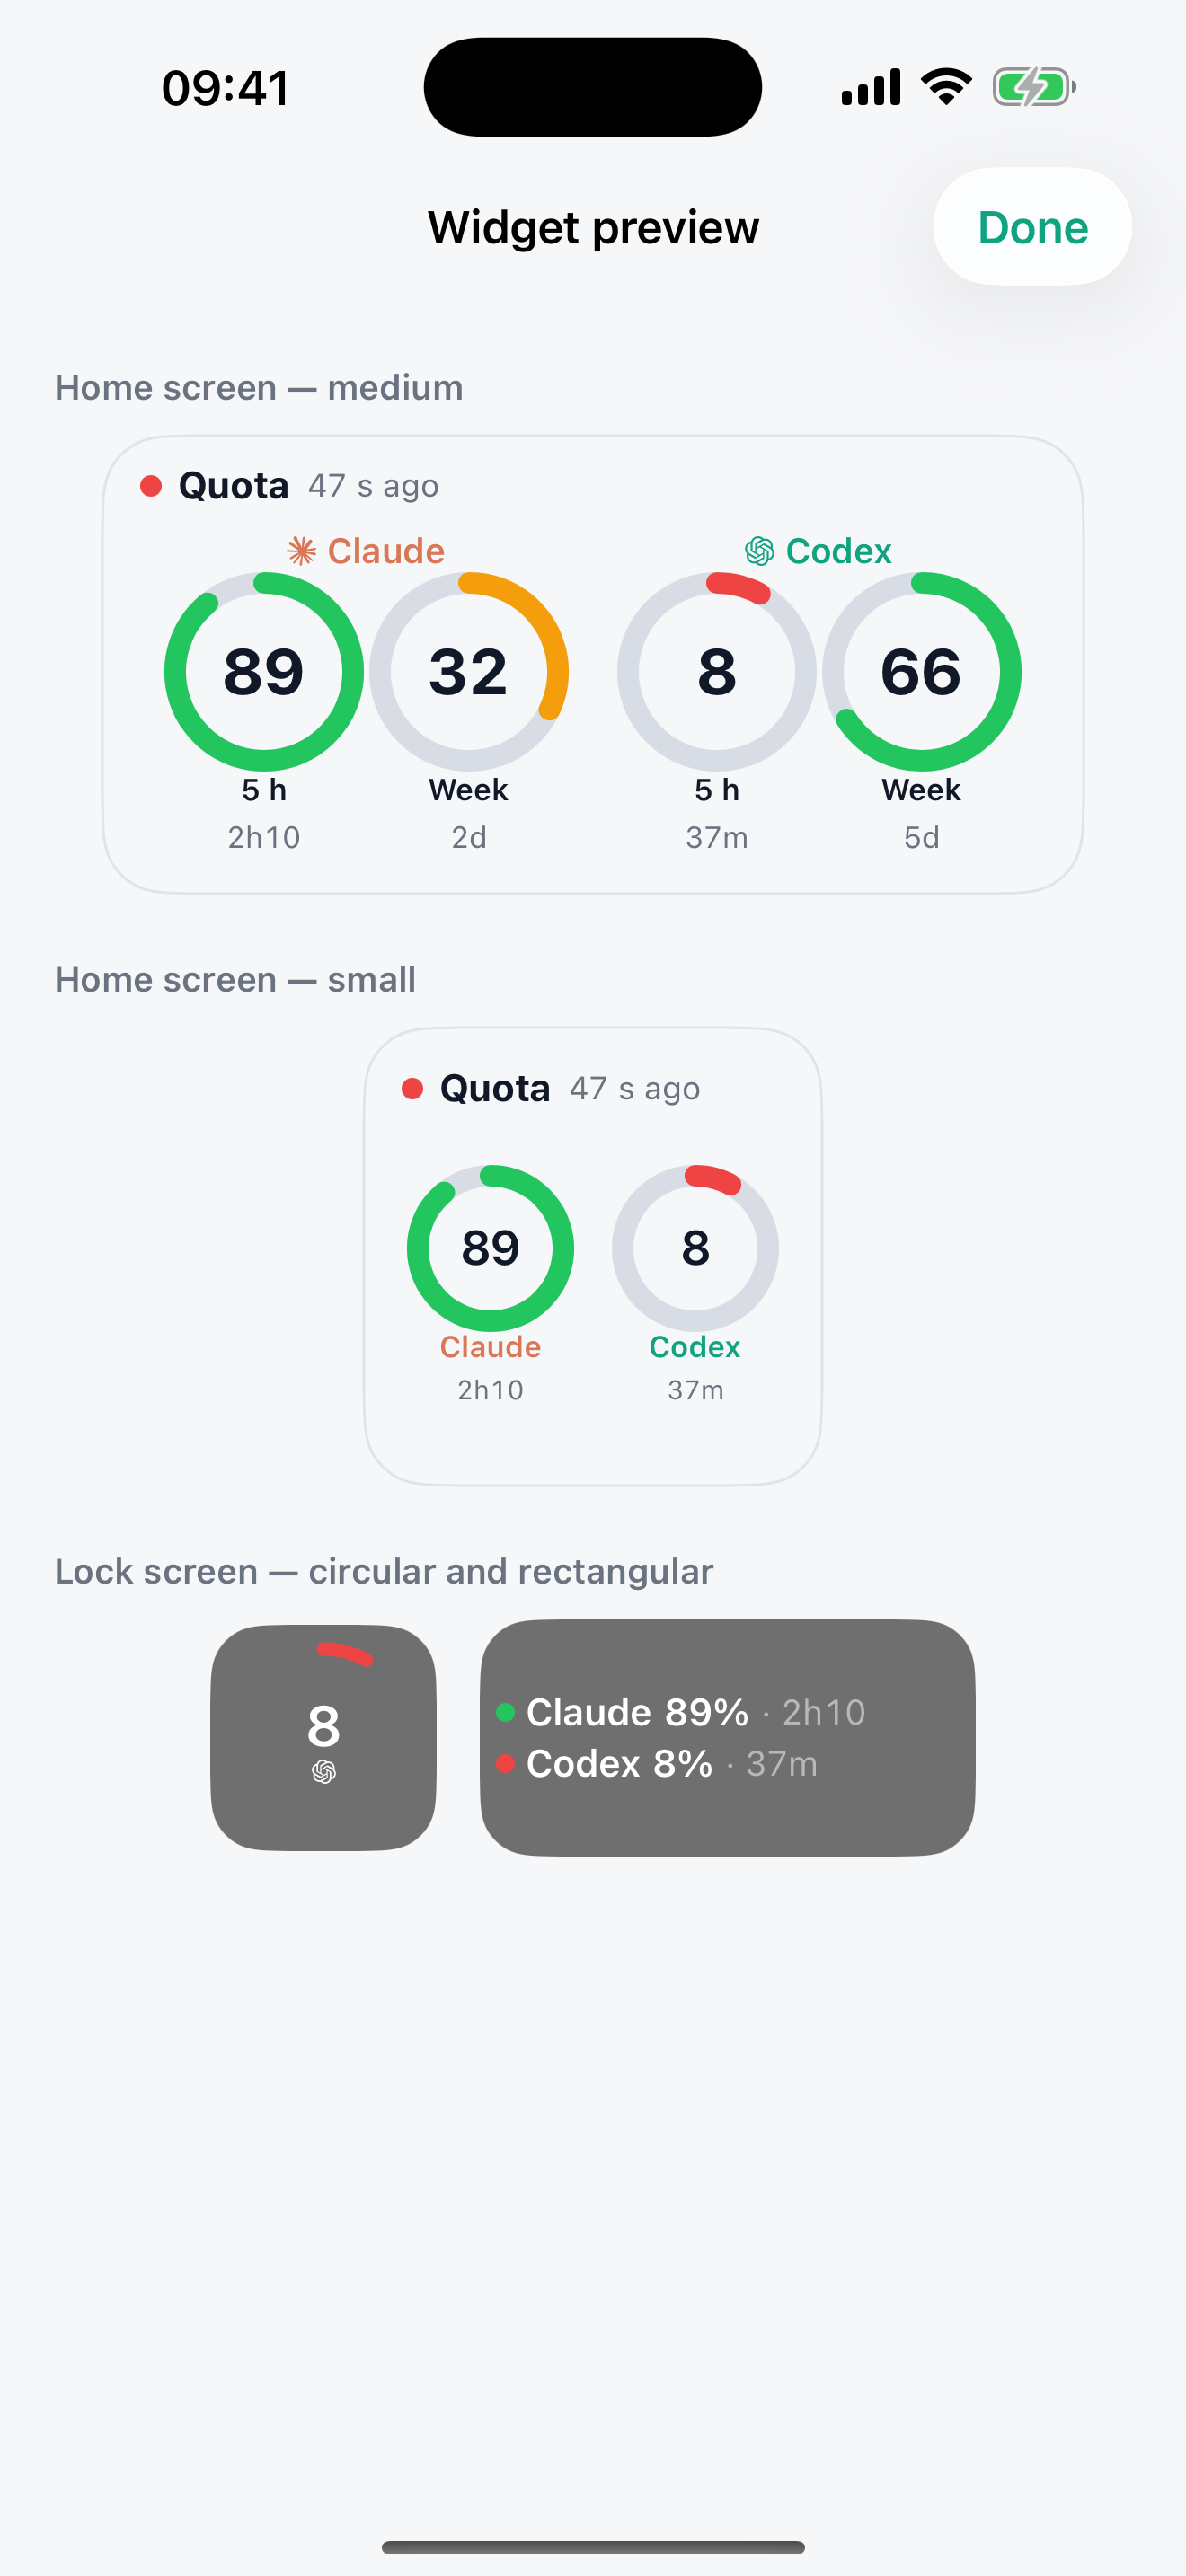 09:41
Widget preview
Done
Home screen — medium
Quota 47 s ago
Claude
Codex
89
32
8
66
5 h
Week
5 h
Week
2h10
2d
37m
5d
Home screen — small
Quota 47 s ago
89
8
Claude
Codex
2h10
37m
Lock screen — circular and rectangular
8
Claude 89% · 2h10
Codex 8% · 37m